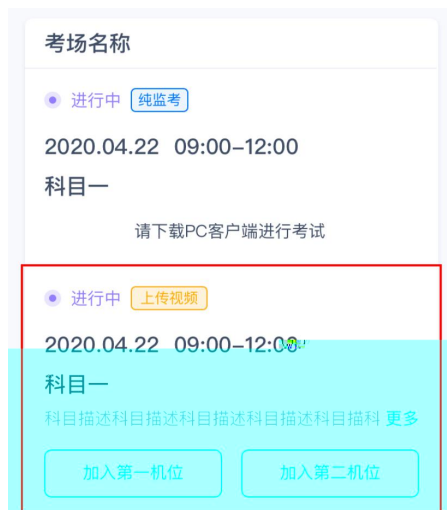 考场名称
进行中 纯监考
2020.04.22 09:00-12:00
科目一
请下载PC客户端进行考试
进行中 上传视频
2020.04.22 09:00-12:00
科目一
科目描述科目描述科目描述科目描述科目描科 更多
加入第一机位 加入第二机位